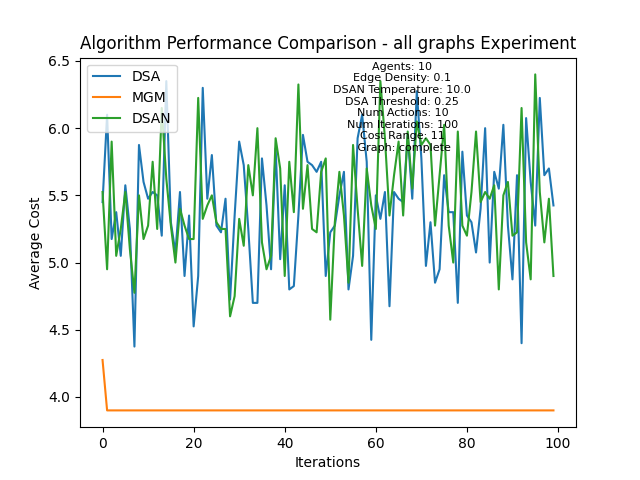 Algorithm Performance Comparison - all graphs Experiment
DSA
MGM
DSAN
Agents: 10
Edge Density: 0.1
DSAN Temperature: 10.0
DSA Threshold: 0.25
Num Actions: 10
Num Iterations: 100
Cost Range: 11
Graph: complete
Average Cost
6.5
6.0
5.5
5.0
4.5
4.0
0
20
40
60
80
100
Iterations